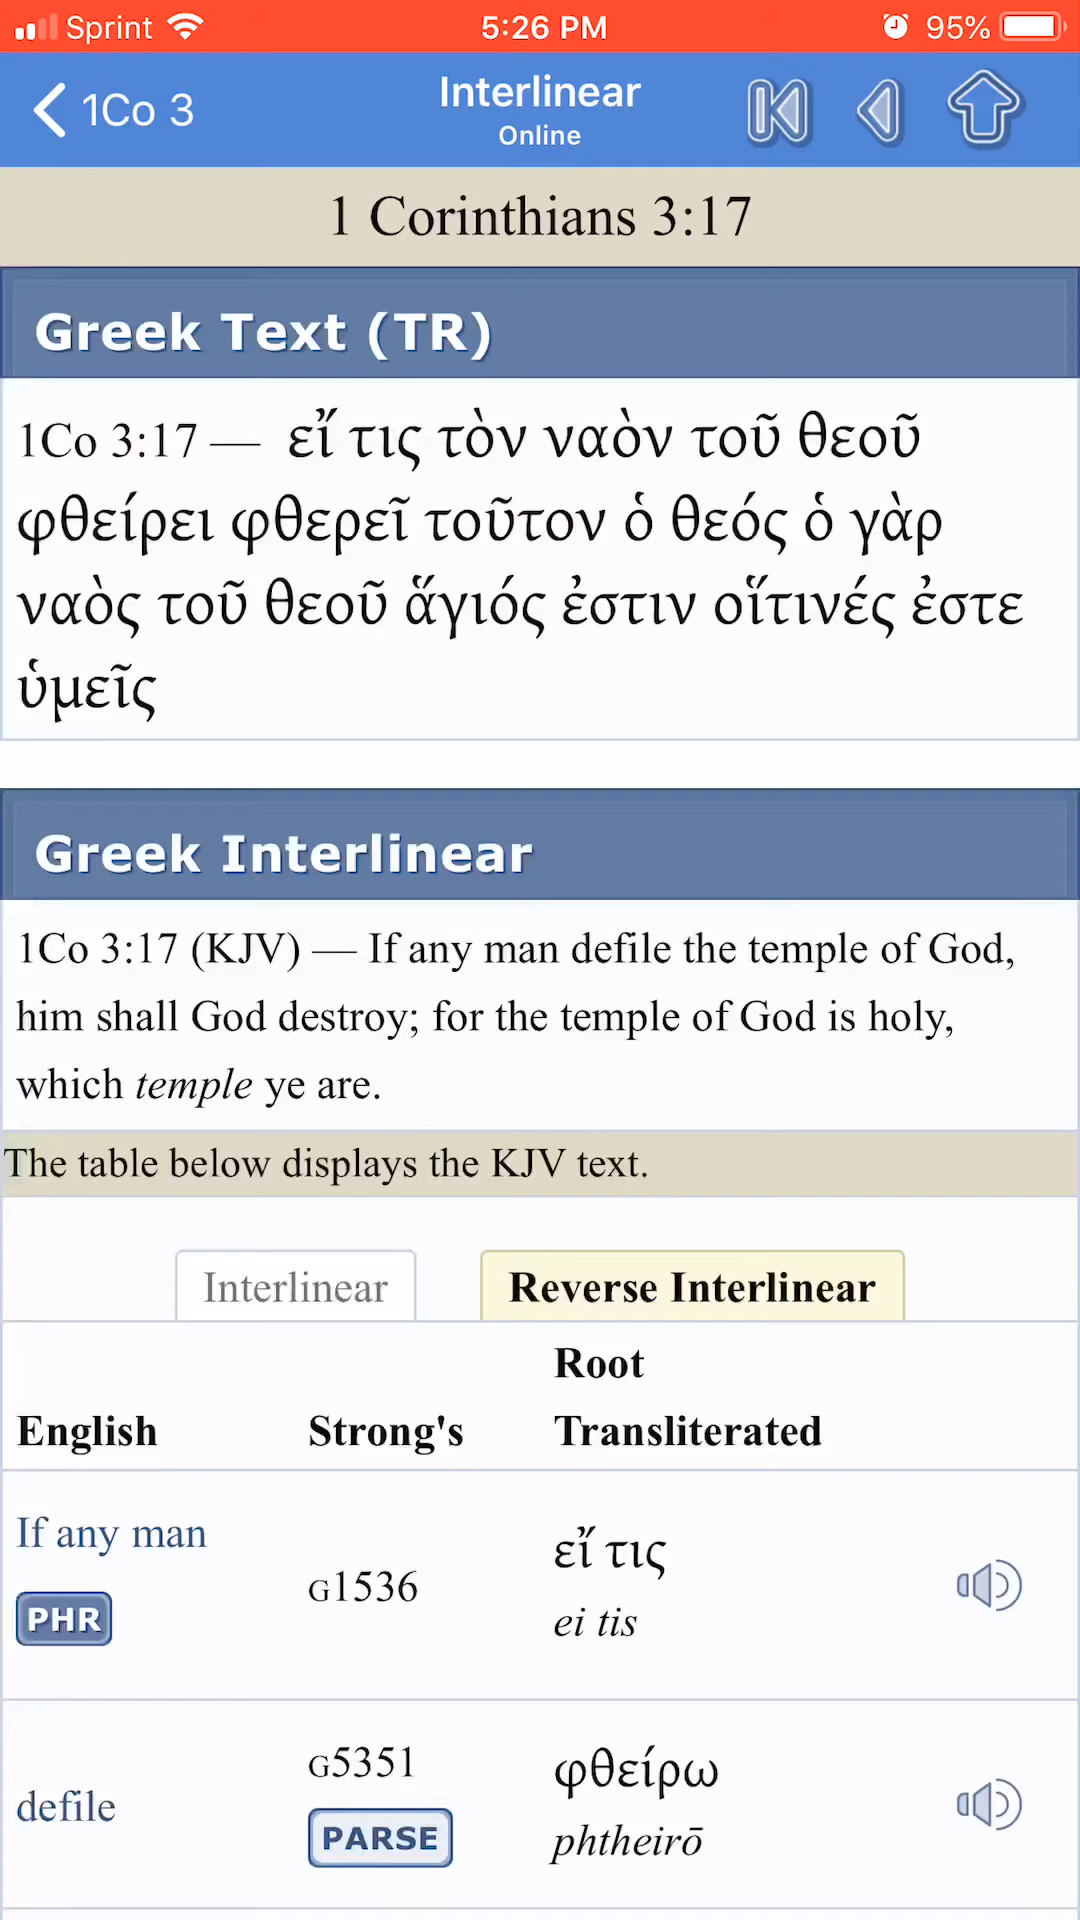 Sprint 5:26 PM 95%
1Co 3 Interlinear
Online
1 Corinthians 3:17
Greek Text (TR)
1Co 3:17 — εἴ τις τὸν ναὸν τοῦ θεοῦ
φθείρει φθερεῖ τοῦτον ὁ θεός ὁ γὰρ
ναὸς τοῦ θεοῦ ἅγιός ἐστιν οἵτινές ἐστε
ὑμεῖς
Greek Interlinear
1Co 3:17 (KJV) — If any man defile the temple of God,
him shall God destroy; for the temple of God is holy,
which temple ye are.
The table below displays the KJV text.
Interlinear Reverse Interlinear
Root
English Strong's Transliterated
If any man
PHR
G1536
εἴ τις
ei tis
defile
G5351
PARSE
φθείρω
phtheirō